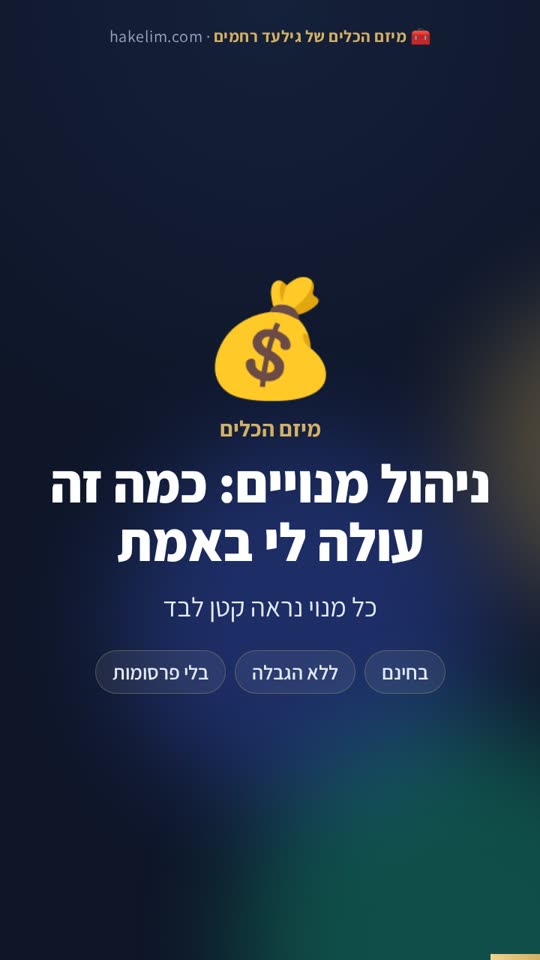 🧰 מיזם הכלים של גילעד רחמים · hakelim.com
מיזם הכלים
ניהול מנויים: כמה זה
עולה לי באמת
כל מנוי נראה קטן לבד
בחינם
ללא הגבלה
בלי פרסומות